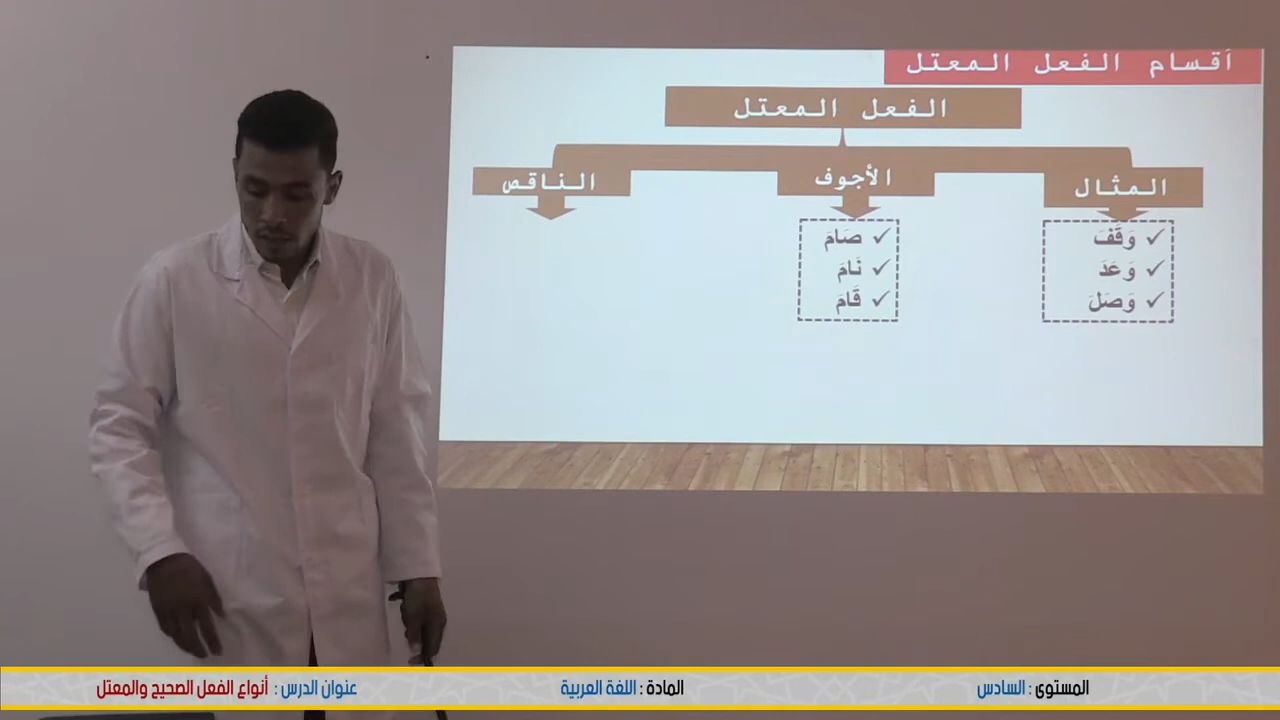 أقسام الفعل المعتل
الفعل المعتل
المثال
الأجوف
الناقص
✓ وَقَفَ
✓ وَعَدَ
✓ وَصَلَ
✓ صَامَ
✓ نَامَ
✓ قَامَ
المستوى : السادس
المادة : اللغة العربية
عنوان الدرس : أنواع الفعل الصحيح والمعتل